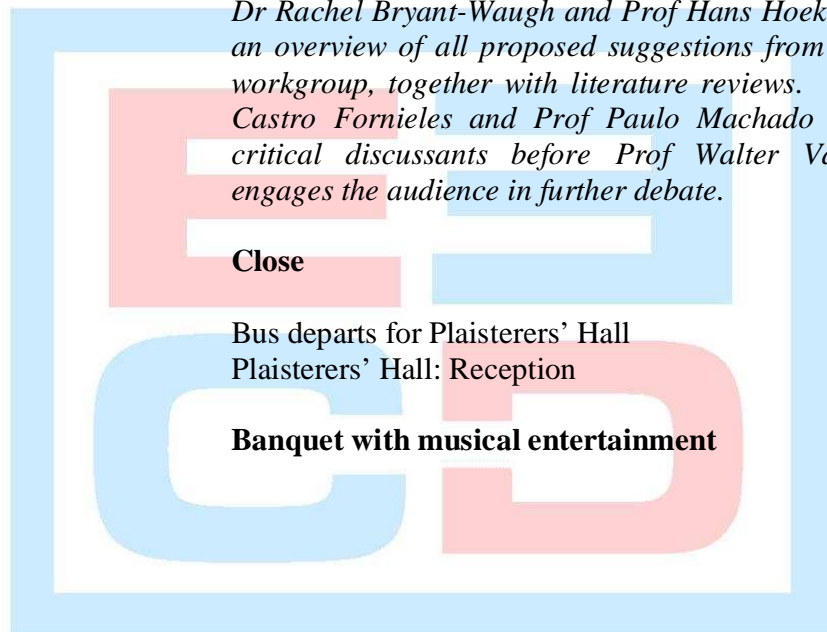 Dr Rachel Bryant-Waugh and Prof Hans Hoek
an overview of all proposed suggestions from
workgroup, together with literature reviews.
Castro Fornieles and Prof Paulo Machado
critical discussants before Prof Walter Va
engages the audience in further debate.
Close
Bus departs for Plaisterers’ Hall
Plaisterers’ Hall: Reception
Banquet with musical entertainment
E E
C D